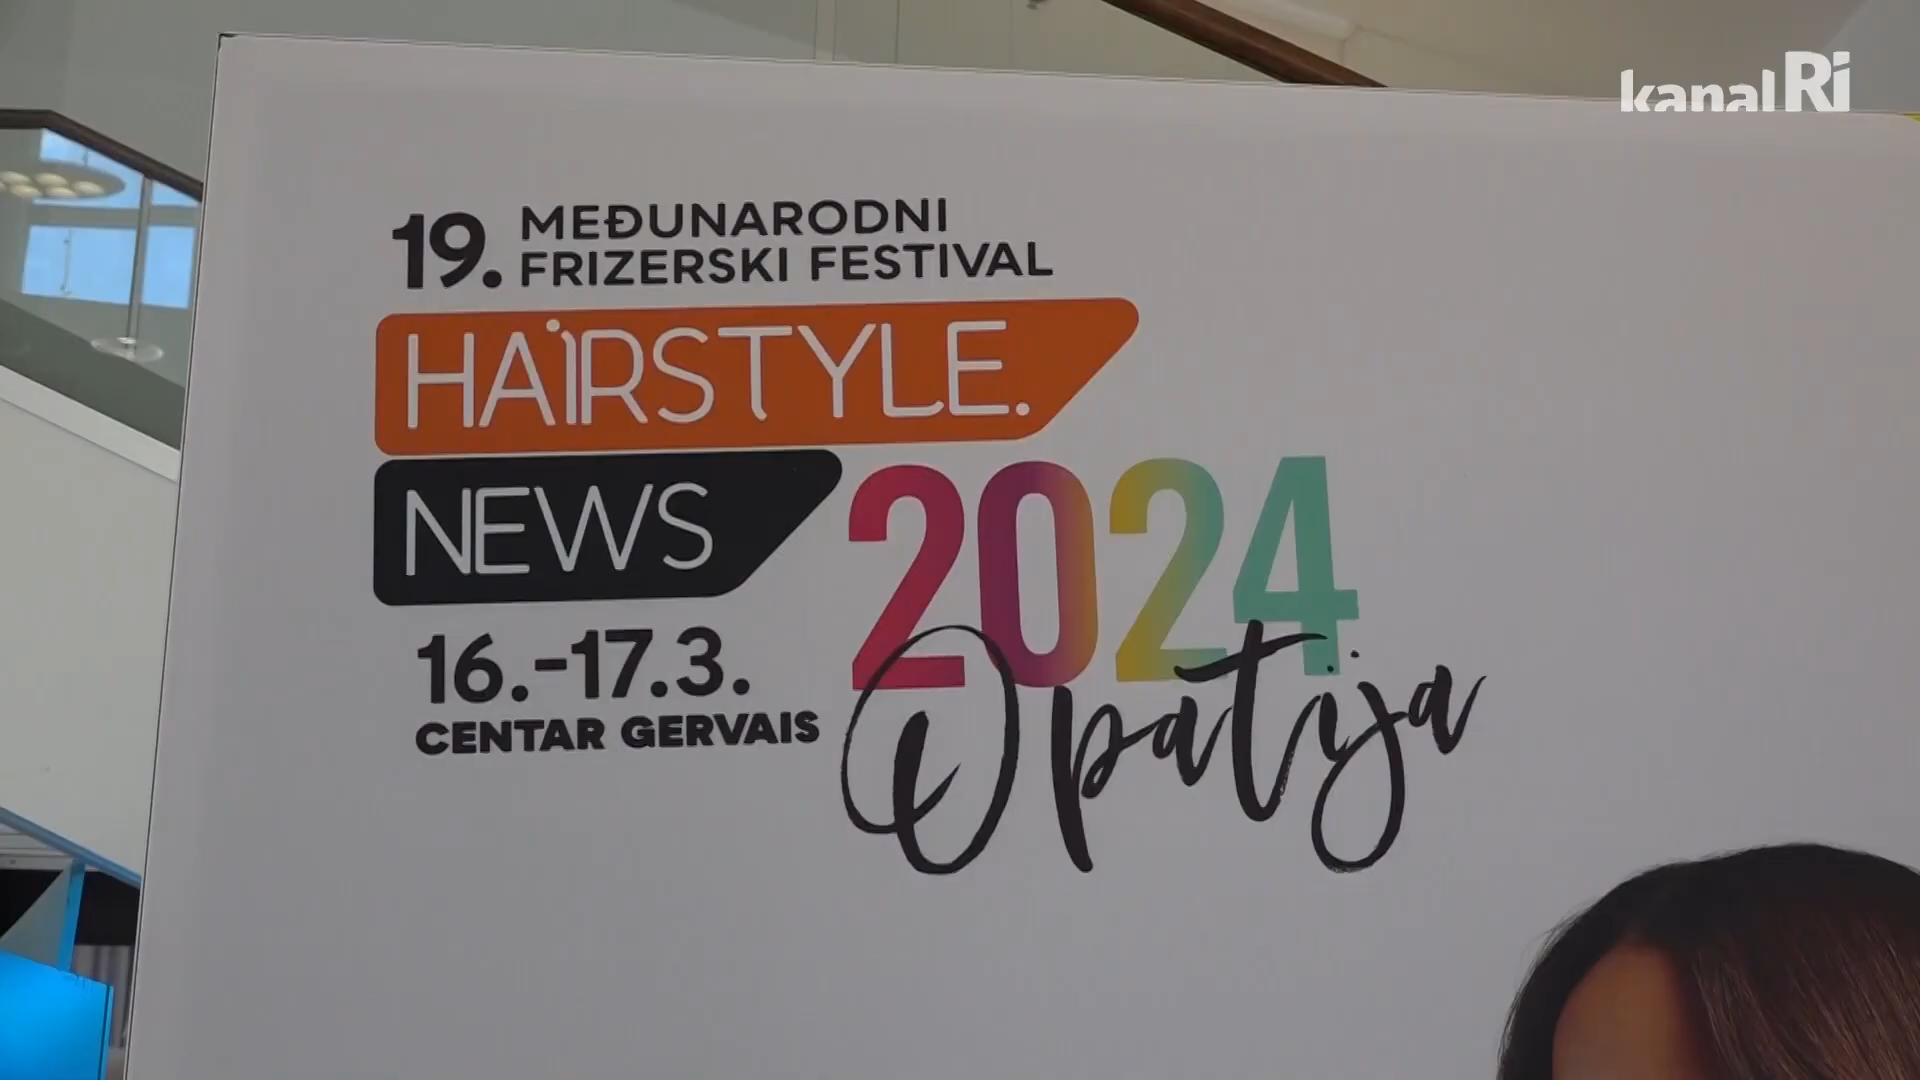 kanal Ri
19. MEĐUNARODNI
FRIZERSKI FESTIVAL
HAIRSTYLE.
NEWS
2024
Opatija
16.-17.3.
CENTAR GERVAIS